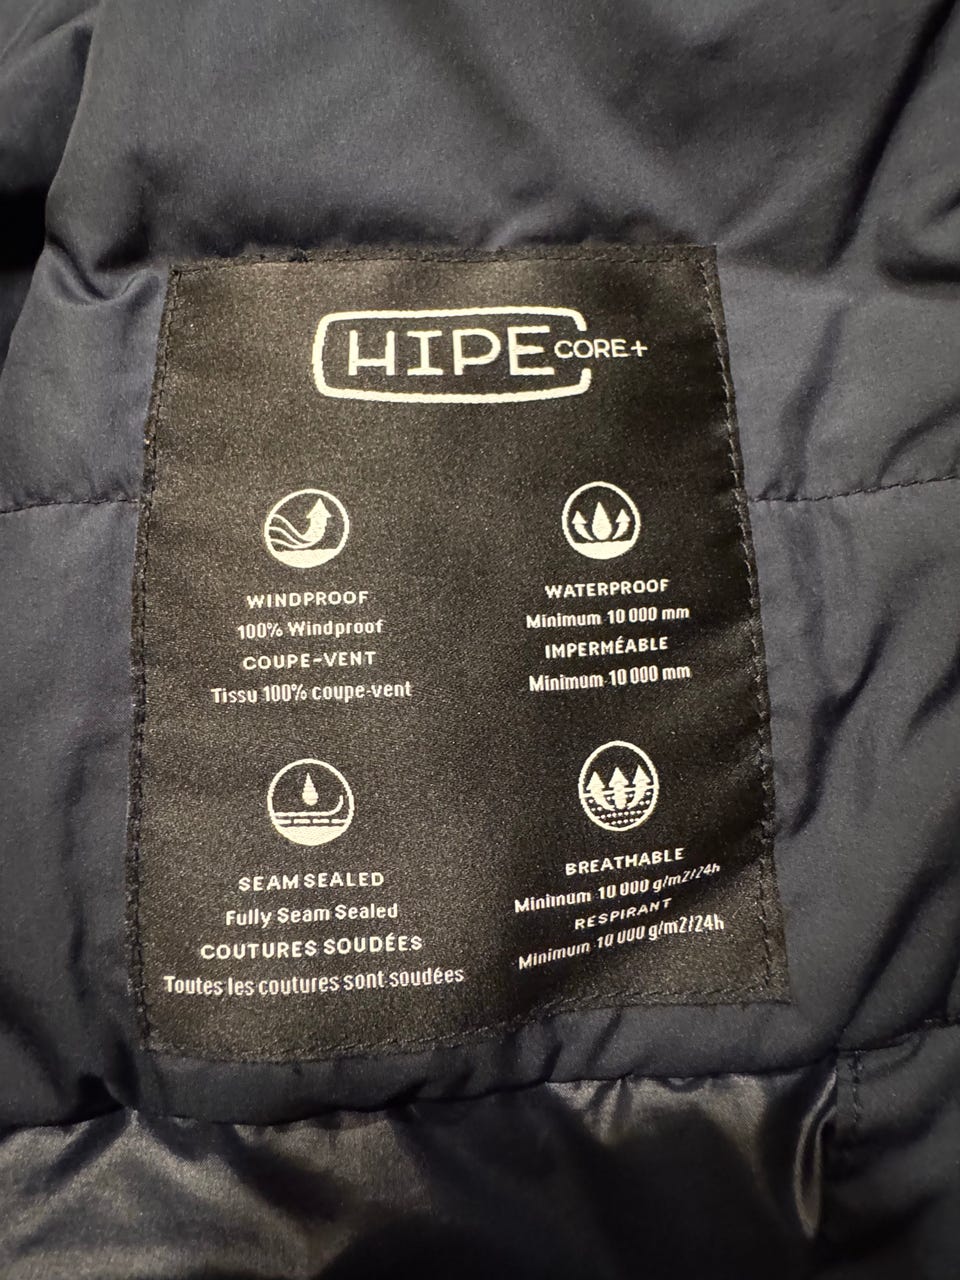 HIPE CORE+
WINDPROOF
100% Windproof
COUPE-VENT
Tissu 100% coupe-vent
WATERPROOF
Minimum 10 000 mm
IMPERMÉABLE
Minimum 10 000 mm
SEAM SEALED
Fully Seam Sealed
COUTURES SOUDÉES
Toutes les coutures sont soudées
BREATHABLE
Minimum 10 000 g/m2/24h
RESPIRANT
Minimum 10 000 g/m2/24h